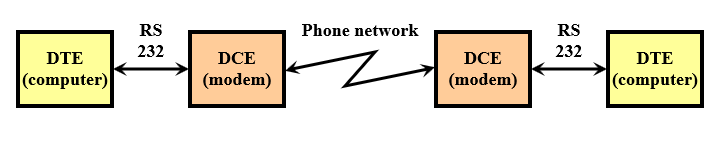 RS
232
Phone network
RS
232
DTE
(computer)
DCE
(modem)
DCE
(modem)
DTE
(computer)